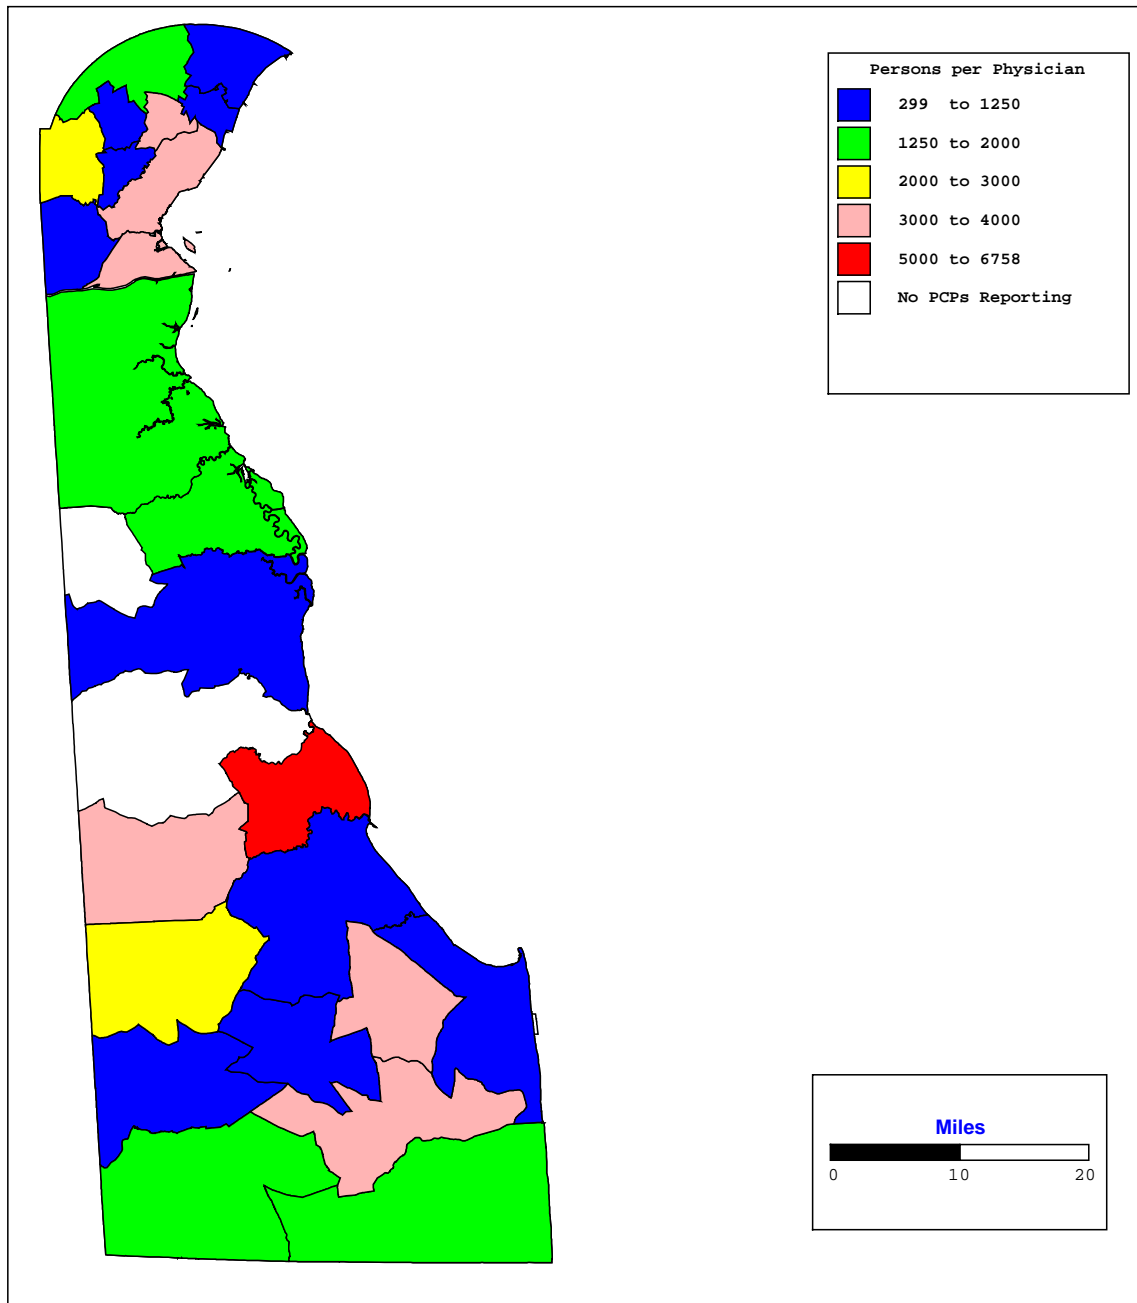 Persons per Physician
299 to 1250
1250 to 2000
2000 to 3000
3000 to 4000
5000 to 6758
No PCPs Reporting
Miles
0 10 20